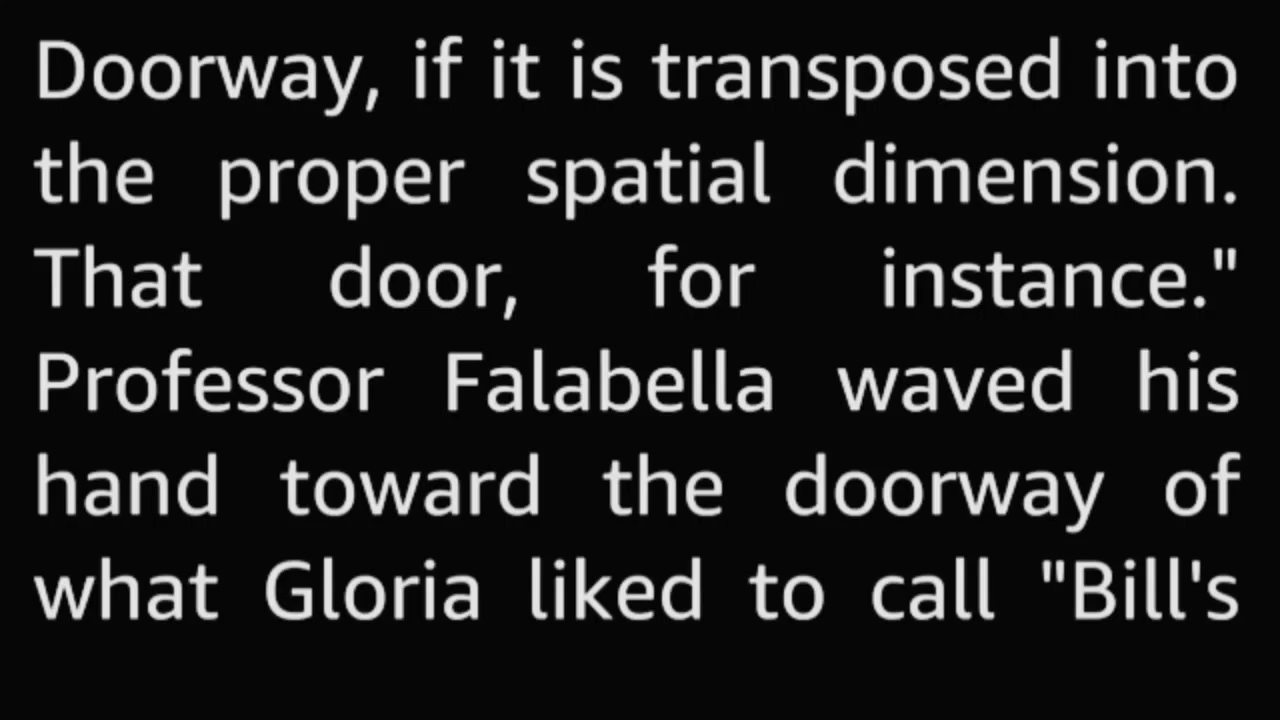 Doorway, if it is transposed into
the proper spatial dimension.
That door, for instance."
Professor Falabella waved his
hand toward the doorway of
what Gloria liked to call "Bill's